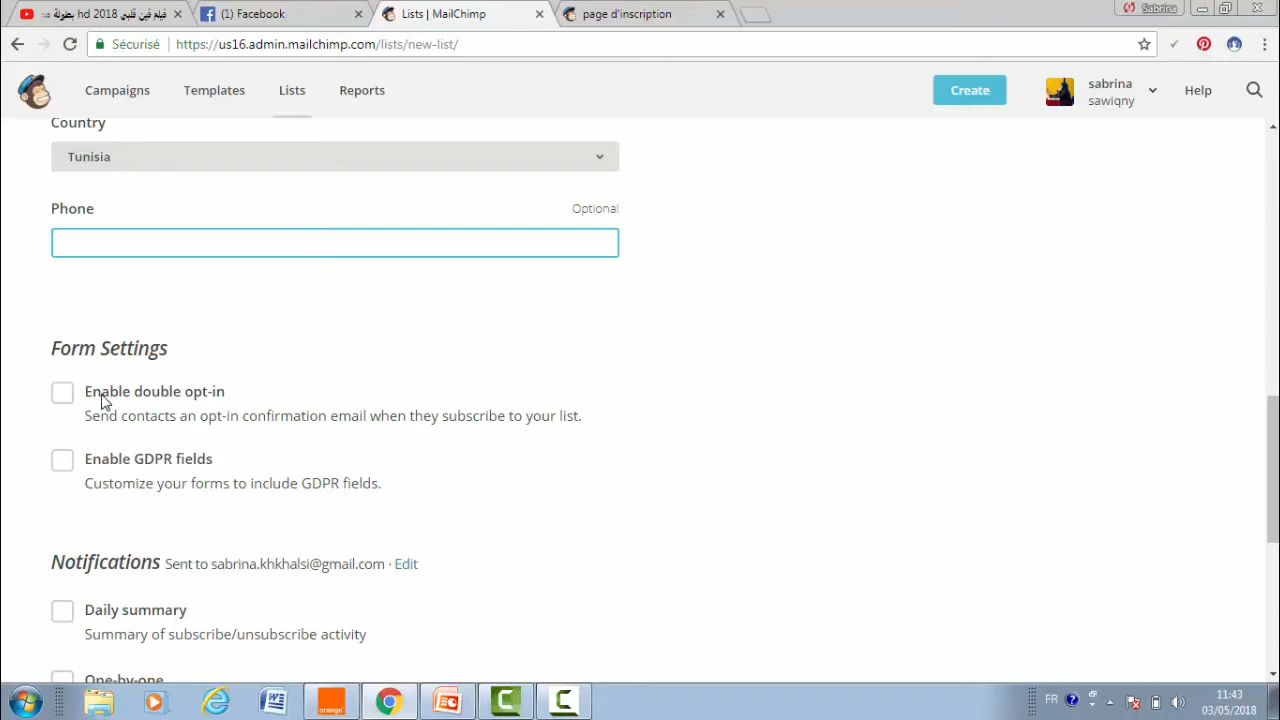 فيلم فين قلبي 2018 hd بطولة مذ
(1) Facebook
Lists | MailChimp
page d'inscription
Sabrina
Sécurisé
https://us16.admin.mailchimp.com/lists/new-list/
Campaigns
Templates
Lists
Reports
Create
sabrina
sawiqny
Help
Country
Tunisia
Phone
Optional
Form Settings
Enable double opt-in
Send contacts an opt-in confirmation email when they subscribe to your list.
Enable GDPR fields
Customize your forms to include GDPR fields.
Notifications Sent to sabrina.khkhalsi@gmail.com · Edit
Daily summary
Summary of subscribe/unsubscribe activity
One-by-one
orange
FR
11:43
03/05/2018